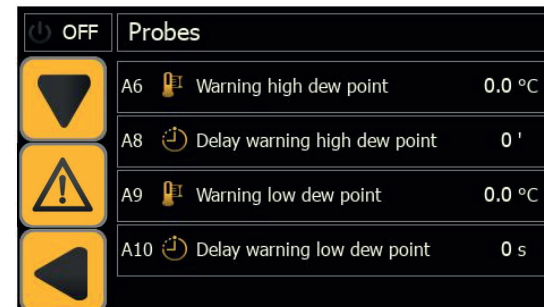 OFF Probes
A6 Warning high dew point 0.0 °C
A8 Delay warning high dew point 0 '
A9 Warning low dew point 0.0 °C
A10 Delay warning low dew point 0 s